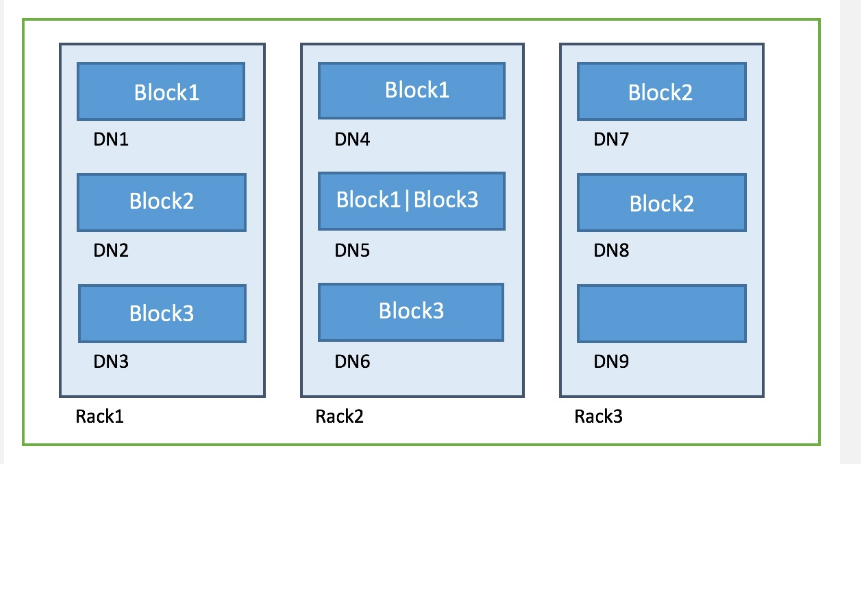 Block1
DN1
Block2
DN2
Block3
DN3
Rack1
Block1
DN4
Block1|Block3
DN5
Block3
DN6
Rack2
Block2
DN7
Block2
DN8
DN9
Rack3